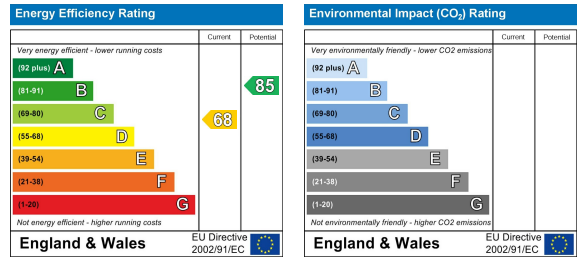 Energy Efficiency Rating
Current Potential
Very energy efficient - lower running costs
(92 plus) A
(81-91) B
(69-80) C
(55-68) D
(39-54) E
(21-38) F
(1-20) G
85
68
Not energy efficient - higher running costs
England & Wales
EU Directive
2002/91/EC
Environmental Impact (CO2) Rating
Current Potential
Very environmentally friendly - lower CO2 emissions
(92 plus) A
(81-91) B
(69-80) C
(55-68) D
(39-54) E
(21-38) F
(1-20) G
Not environmentally friendly - higher CO2 emissions
England & Wales
EU Directive
2002/91/EC